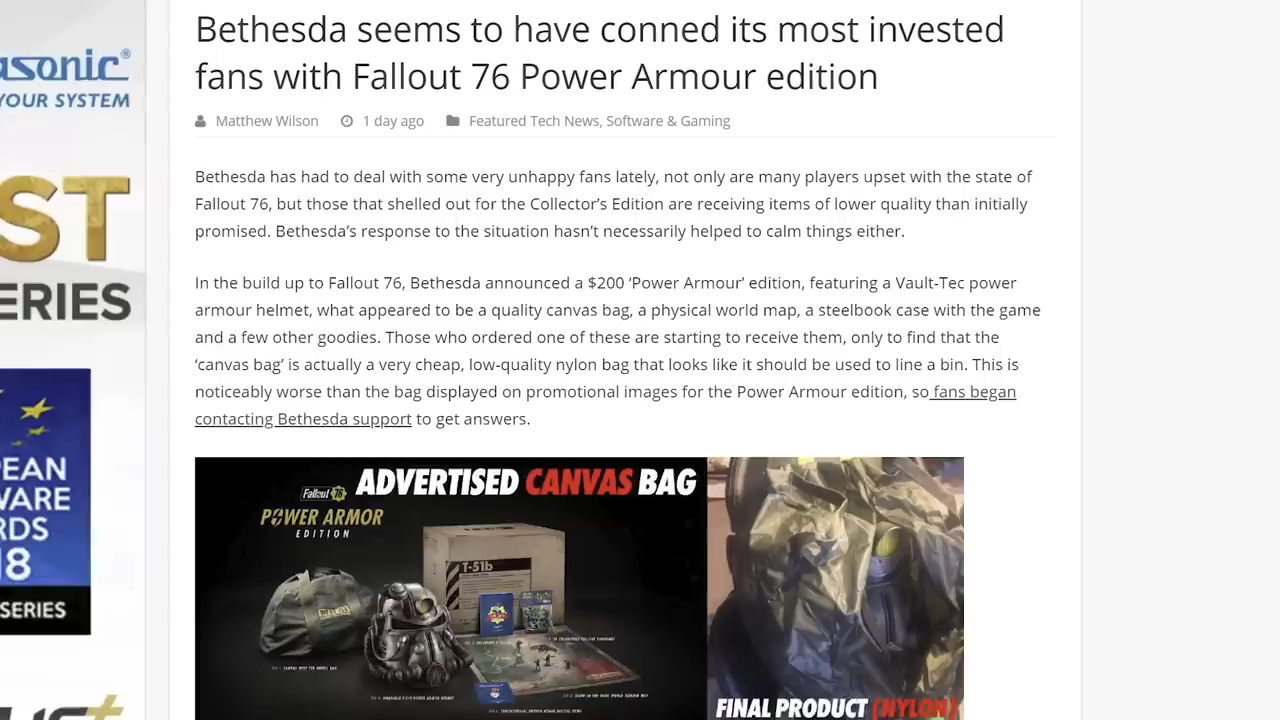 Bethesda seems to have conned its most invested
fans with Fallout 76 Power Armour edition
Matthew Wilson 1 day ago Featured Tech News, Software & Gaming
Bethesda has had to deal with some very unhappy fans lately, not only are many players upset with the state of
Fallout 76, but those that shelled out for the Collector's Edition are receiving items of lower quality than initially
promised. Bethesda's response to the situation hasn't necessarily helped to calm things either.
In the build up to Fallout 76, Bethesda announced a $200 'Power Armour' edition, featuring a Vault-Tec power
armour helmet, what appeared to be a quality canvas bag, a physical world map, a steelbook case with the game
and a few other goodies. Those who ordered one of these are starting to receive them, only to find that the
'canvas bag' is actually a very cheap, low-quality nylon bag that looks like it should be used to line a bin. This is
noticeably worse than the bag displayed on promotional images for the Power Armour edition, so fans began
contacting Bethesda support to get answers.
ADVERTISED CANVAS BAG
Fallout 76
POWER ARMOR
EDITION
T-51b
FINAL PRODUCT (NYLON)
asonic®
YOUR SYSTEM
ST
ERIES
PEAN
WARE
RDS
18
SERIES